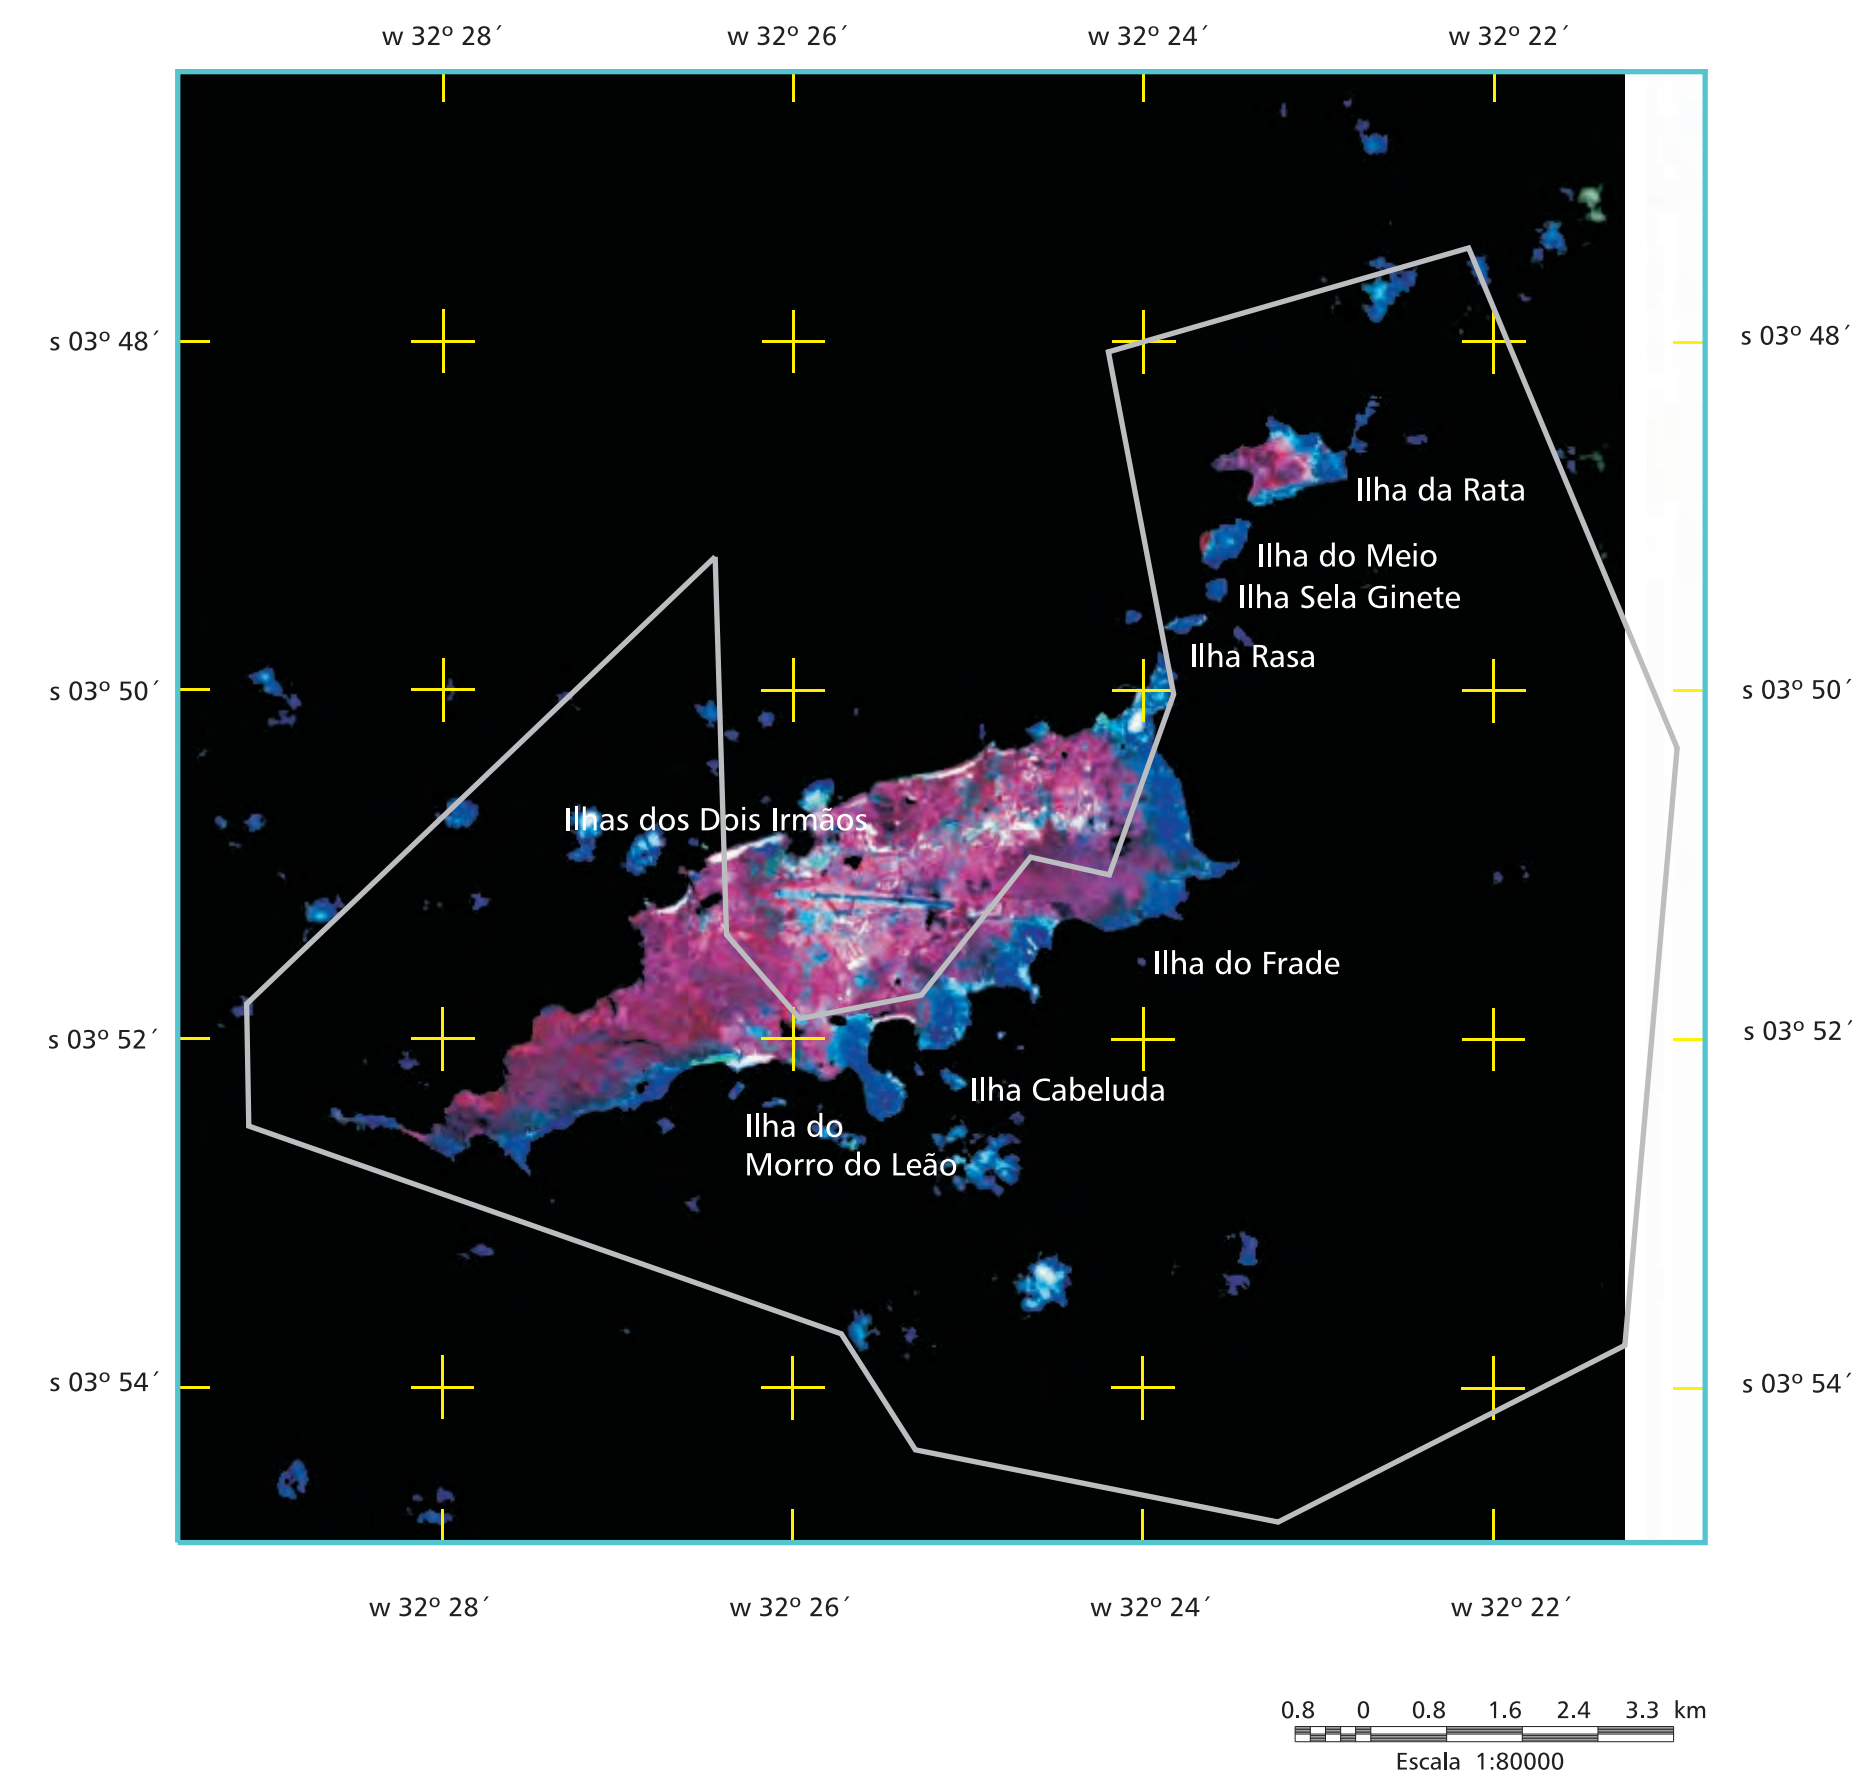 w 32º 28´ w 32º 26´ w 32º 24´ w 32º 22´
s 03º 48´ s 03º 48´
Ilha da Rata
Ilha do Meio
Ilha Sela Ginete
Ilha Rasa
s 03º 50´ s 03º 50´
Ilhas dos Dois Irmãos
Ilha do Frade
s 03º 52´ s 03º 52´
Ilha Cabeluda
Ilha do
Morro do Leão
s 03º 54´ s 03º 54´
w 32º 28´ w 32º 26´ w 32º 24´ w 32º 22´
0.8 0 0.8 1.6 2.4 3.3 km
Escala 1:80000